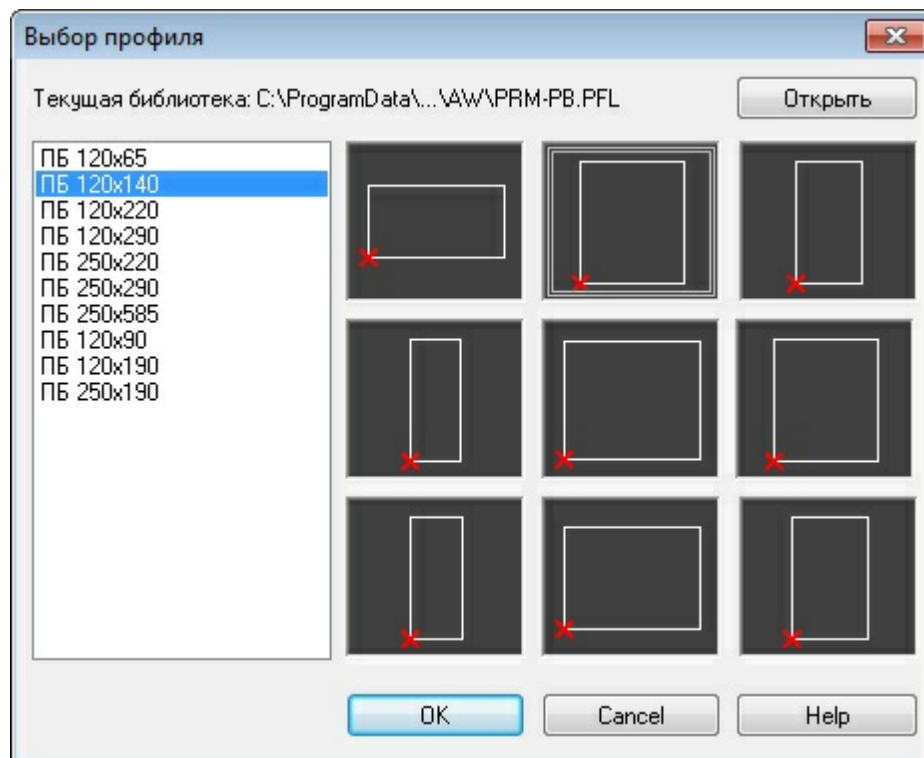 Выбор профиля
Текущая библиотека: C:\ProgramData\...\AW\PRM-PB.PFL
Открыть
ПБ 120x65
ПБ 120x140
ПБ 120x220
ПБ 120x290
ПБ 250x220
ПБ 250x290
ПБ 250x585
ПБ 120x90
ПБ 120x190
ПБ 250x190
OK
Cancel
Help